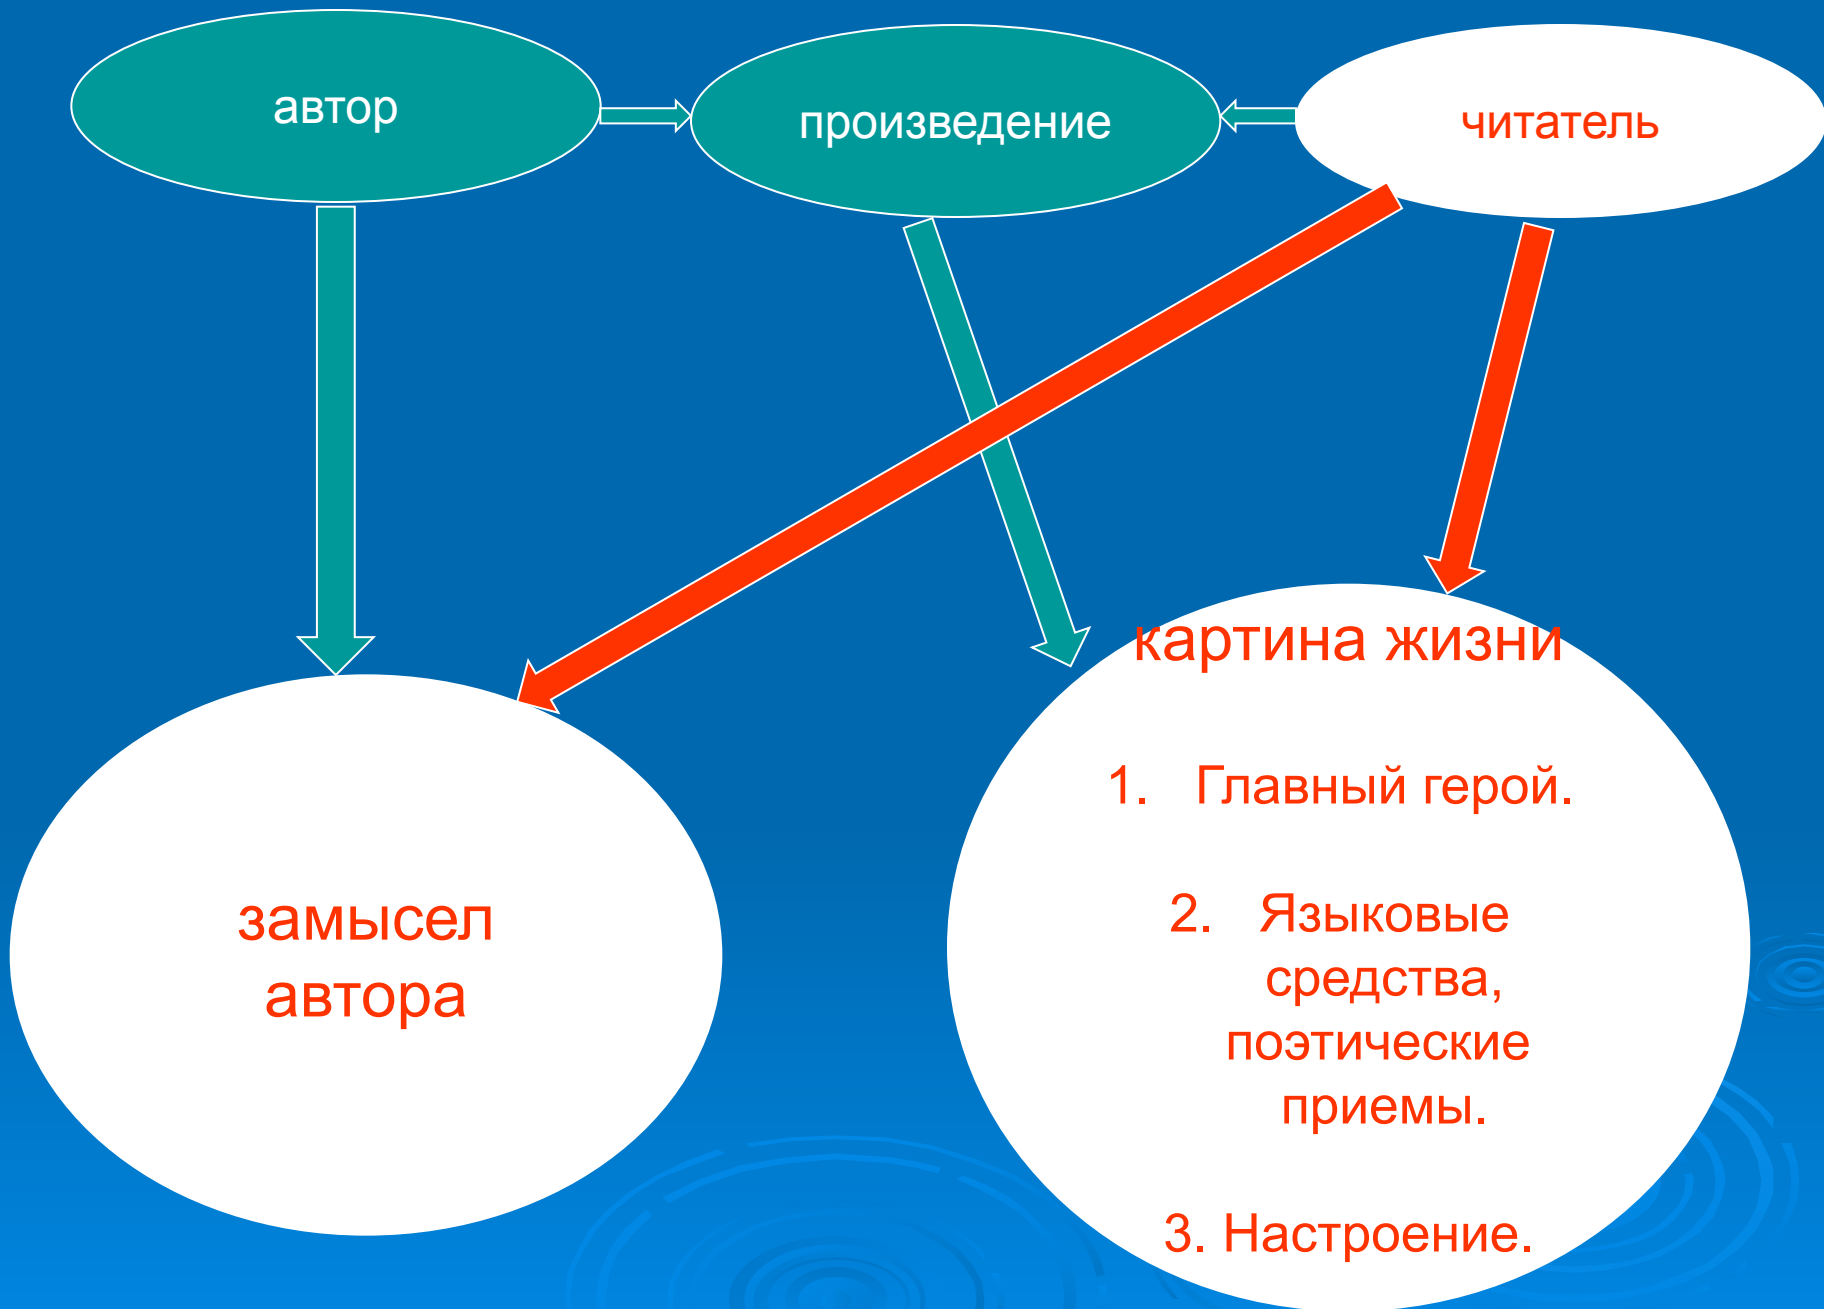 автор
произведение
читатель
замысел
автора
картина жизни
1. Главный герой.
2. Языковые
средства,
поэтические
приемы.
3. Настроение.